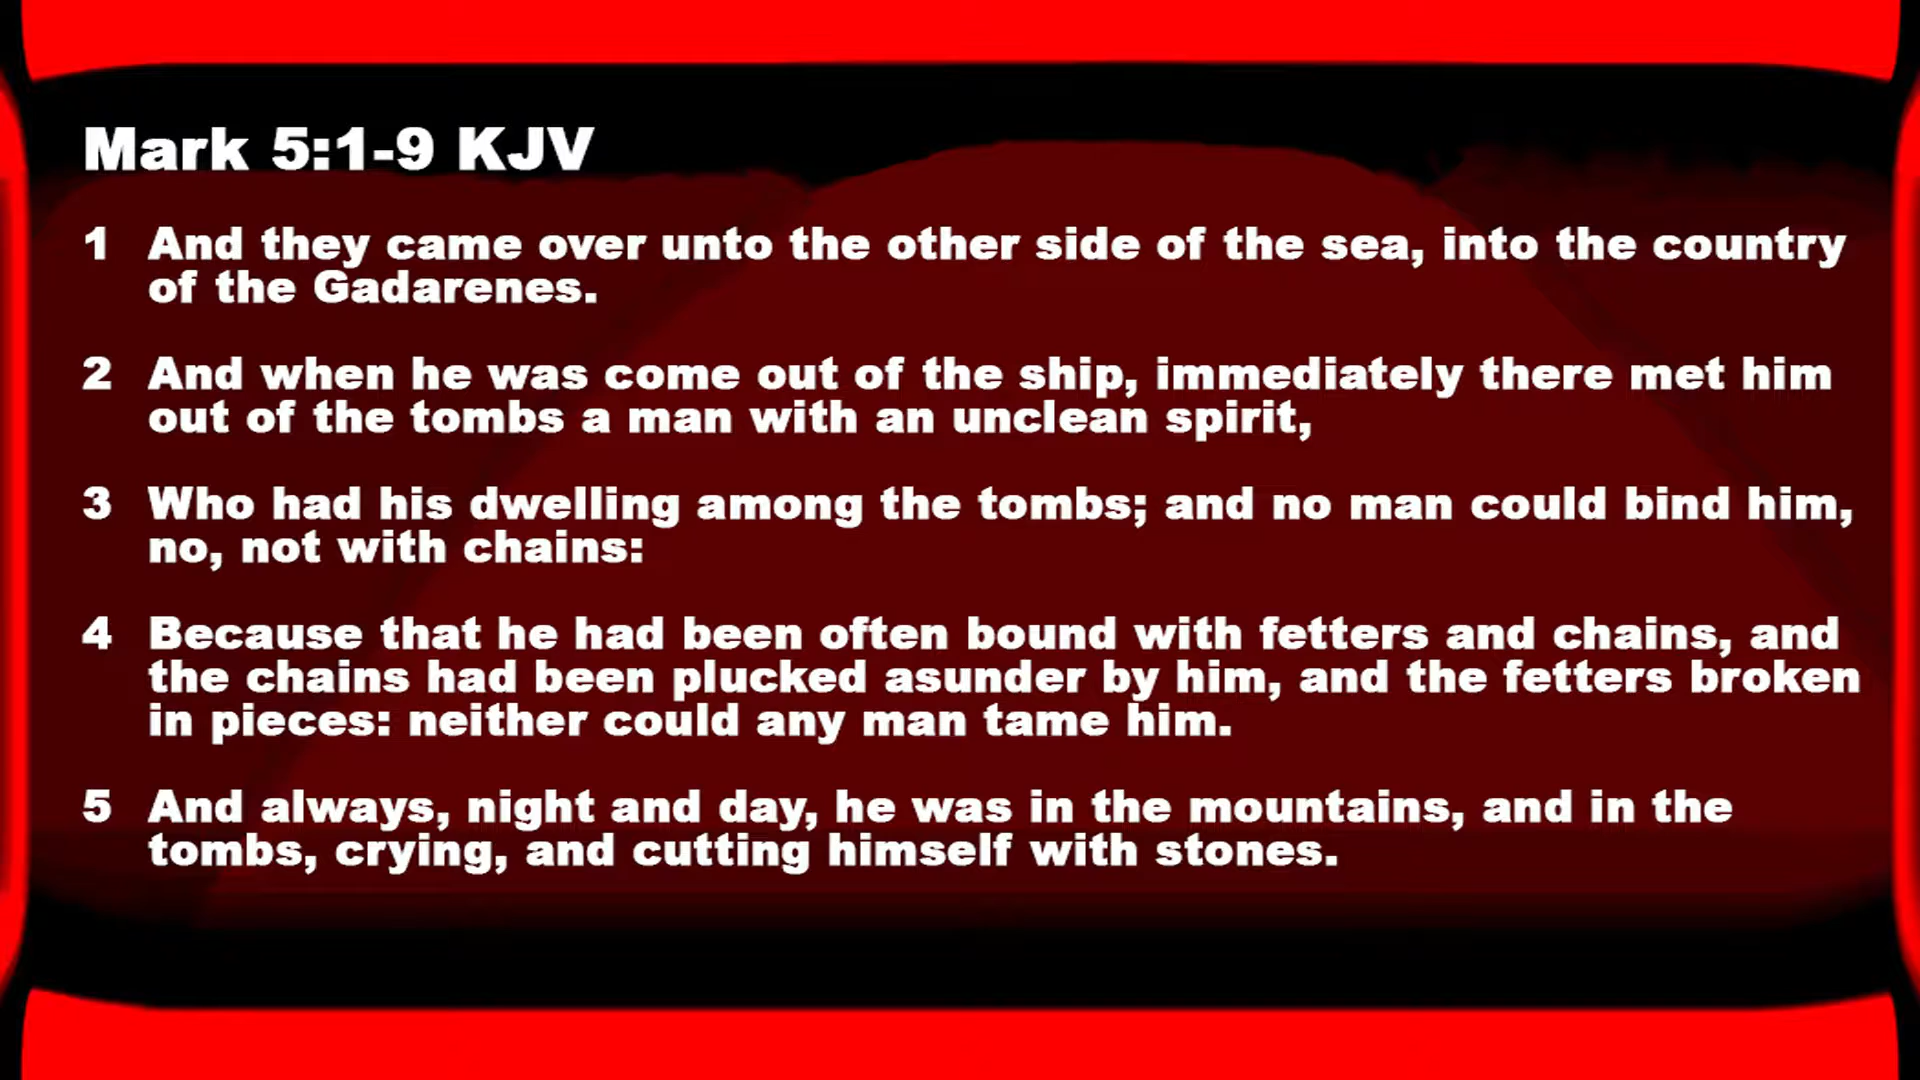 Mark 5:1-9 KJV
1 And they came over unto the other side of the sea, into the country
of the Gadarenes.
2 And when he was come out of the ship, immediately there met him
out of the tombs a man with an unclean spirit,
3 Who had his dwelling among the tombs; and no man could bind him,
no, not with chains:
4 Because that he had been often bound with fetters and chains, and
the chains had been plucked asunder by him, and the fetters broken
in pieces: neither could any man tame him.
5 And always, night and day, he was in the mountains, and in the
tombs, crying, and cutting himself with stones.